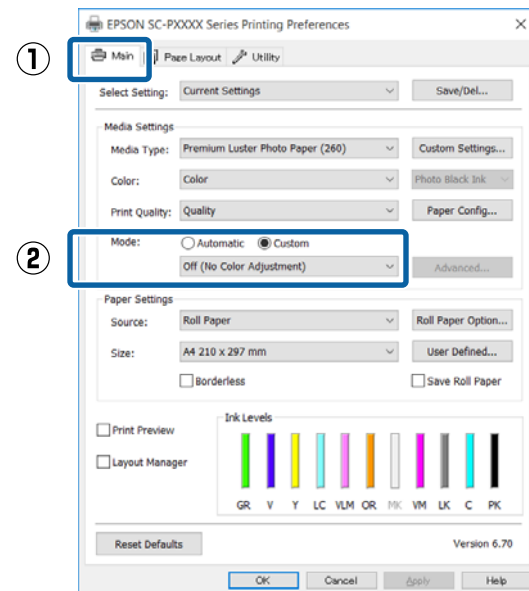 EPSON SC-PXXXX Series Printing Preferences
①
Main Page Layout Utility
Select Setting: Current Settings Save/Del...
Media Settings
Media Type: Premium Luster Photo Paper (260) Custom Settings...
Color: Color Photo Black Ink
Print Quality: Quality Paper Config...
②
Mode: Automatic Custom
Off (No Color Adjustment) Advanced...
Paper Settings
Source: Roll Paper Roll Paper Option...
Size: A4 210 x 297 mm User Defined...
Borderless Save Roll Paper
Ink Levels
Print Preview
Layout Manager
GR V Y LC VLM OR MK VM LK C PK
Reset Defaults Version 6.70
OK Cancel Apply Help